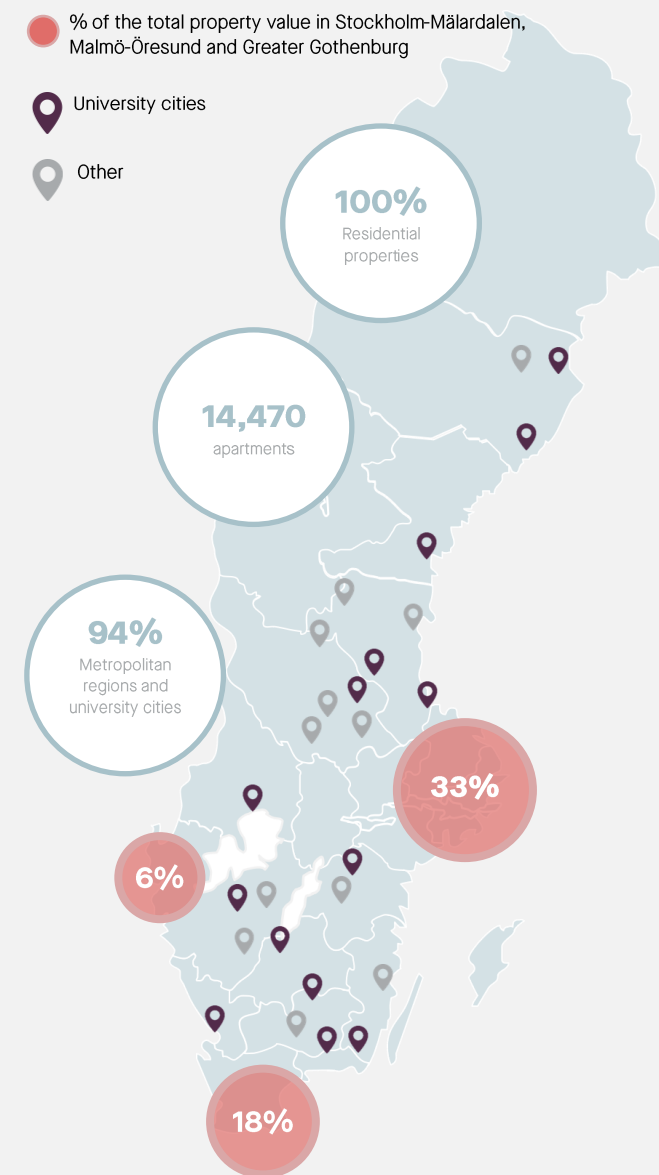 % of the total property value in Stockholm-Mälardalen,
Malmö-Öresund and Greater Gothenburg
University cities
Other
100%
Residential
properties
14,470
apartments
94%
Metropolitan
regions and
university cities
33%
6%
18%